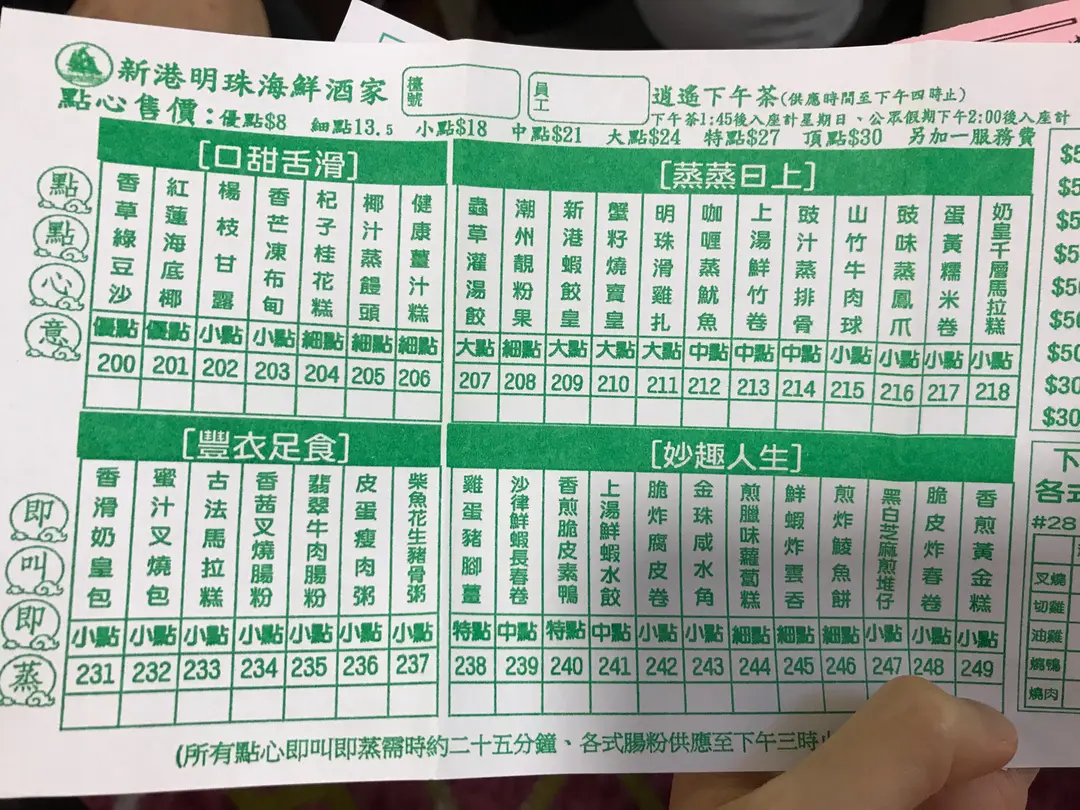 新港明珠海鮮酒家
檯號
員工
逍遙下午茶(供應時間至下午四時止)
下午茶1:45後入座計星期日、公眾假期下午2:00後入座計
點心售價:優點$8 細點13.5 小點$18 中點$21 大點$24 特點$27 頂點$30 另加一服務費
點點心意
[口甜舌滑]
香草綠豆沙 優點 200
紅蓮海底椰 優點 201
楊枝甘露 小點 202
香芒凍布甸 小點 203
杞子桂花糕 細點 204
椰汁蒸饅頭 細點 205
健康薑汁糕 細點 206
[蒸蒸日上]
蟲草灌湯餃 大點 207
潮州靚粉果 細點 208
新港蝦餃皇 大點 209
蟹籽燒賣皇 大點 210
明珠滑雞扎 大點 211
咖喱蒸魷魚 中點 212
上湯鮮竹卷 中點 213
豉汁蒸排骨 中點 214
山竹牛肉球 小點 215
豉味蒸鳳爪 小點 216
蛋黃糯米卷 小點 217
奶皇千層馬拉糕 小點 218
即叫即蒸
[豐衣足食]
香滑奶皇包 小點 231
蜜汁叉燒包 小點 232
古法馬拉糕 小點 233
香茜叉燒腸粉 小點 234
翡翠牛肉腸粉 小點 235
皮蛋瘦肉粥 小點 236
柴魚花生豬骨粥 小點 237
[妙趣人生]
雞蛋豬腳薑 特點 238
沙律鮮蝦長春卷 中點 239
香煎脆皮素鴨 特點 240
上湯鮮蝦水餃 中點 241
脆炸腐皮卷 小點 242
金珠咸水角 小點 243
煎臘味蘿蔔糕 細點 244
鮮蝦炸雲吞 細點 245
煎炸鯪魚餅 細點 246
黑白芝麻煎堆仔 小點 247
脆皮炸春卷 小點 248
香煎黃金糕 小點 249
(所有點心即叫即蒸需時約二十五分鐘、各式腸粉供應至下午三時止
$30
$30
下
各式
#28
叉燒
切雞
油雞
燒鴨
燒肉